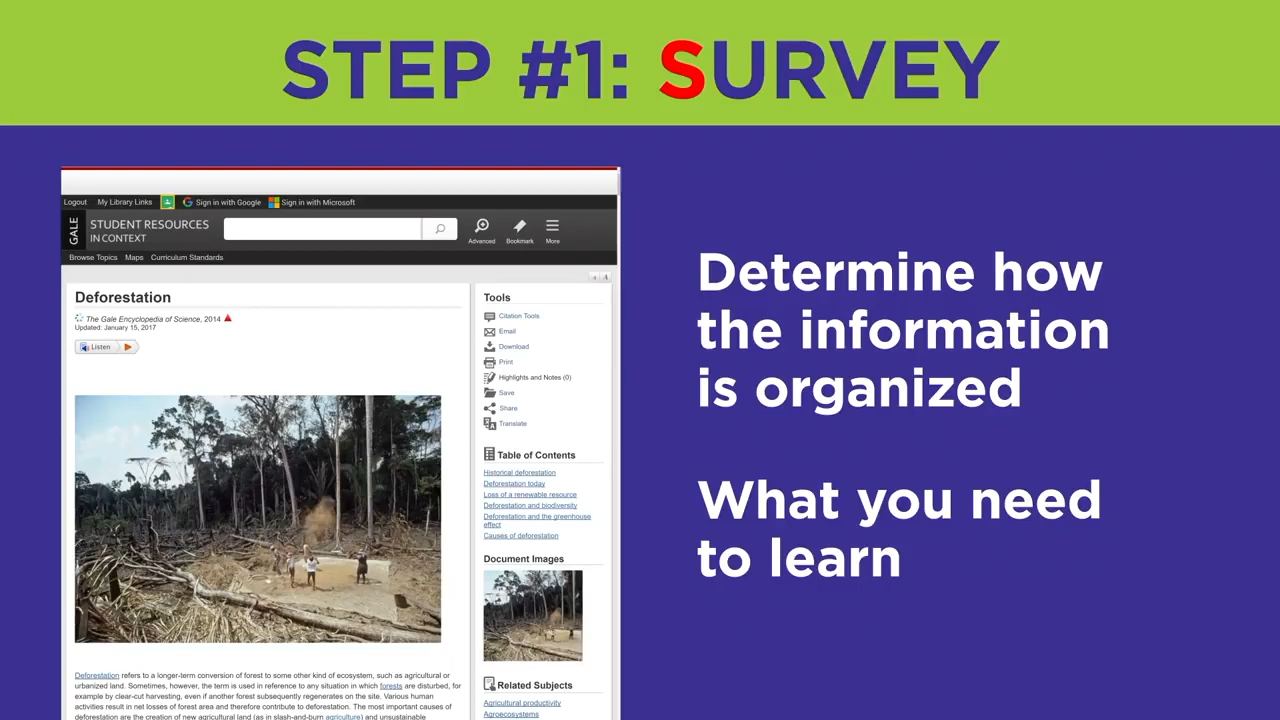 STEP #1: SURVEY
Logout My Library Links Sign in with Google Sign in with Microsoft
GALE
STUDENT RESOURCES
IN CONTEXT
Advanced Bookmark More
Browse Topics Maps Curriculum Standards
Deforestation
The Gale Encyclopedia of Science, 2014
Updated: January 15, 2017
Listen
Deforestation refers to a longer-term conversion of forest to some other kind of ecosystem, such as agricultural or
urbanized land. Sometimes, however, the term is used in reference to any situation in which forests are disturbed, for
example by clear-cut harvesting, even if another forest subsequently regenerates on the site. Various human
activities result in net losses of forest area and therefore contribute to deforestation. The most important causes of
deforestation are the creation of new agricultural land (as in slash-and-burn agriculture) and unsustainable
Tools
Citation Tools
Email
Download
Print
Highlights and Notes (0)
Save
Share
Translate
Table of Contents
Historical deforestation
Deforestation today
Loss of a renewable resource
Deforestation and biodiversity
Deforestation and the greenhouse
effect
Causes of deforestation
Document Images
Related Subjects
Agricultural productivity
Agroecosystems
Determine how
the information
is organized
What you need
to learn